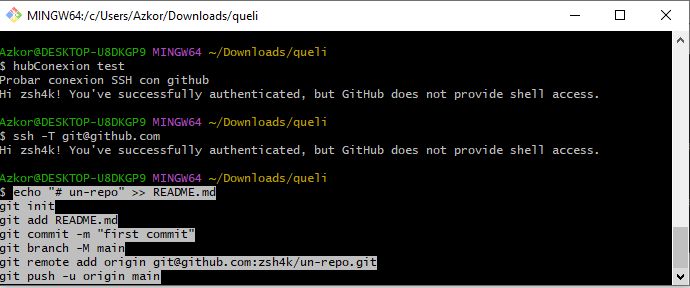 MINGW64:/c/Users/Azkor/Downloads/queli
Azkor@DESKTOP-U8DKGP9 MINGW64 ~/Downloads/queli
$ hubConexion test
Probar conexion SSH con github
Hi zsh4k! You've successfully authenticated, but GitHub does not provide shell access.
Azkor@DESKTOP-U8DKGP9 MINGW64 ~/Downloads/queli
$ ssh -T git@github.com
Hi zsh4k! You've successfully authenticated, but GitHub does not provide shell access.
Azkor@DESKTOP-U8DKGP9 MINGW64 ~/Downloads/queli
$ echo "# un-repo" >> README.md
git init
git add README.md
git commit -m "first commit"
git branch -M main
git remote add origin git@github.com:zsh4k/un-repo.git
git push -u origin main